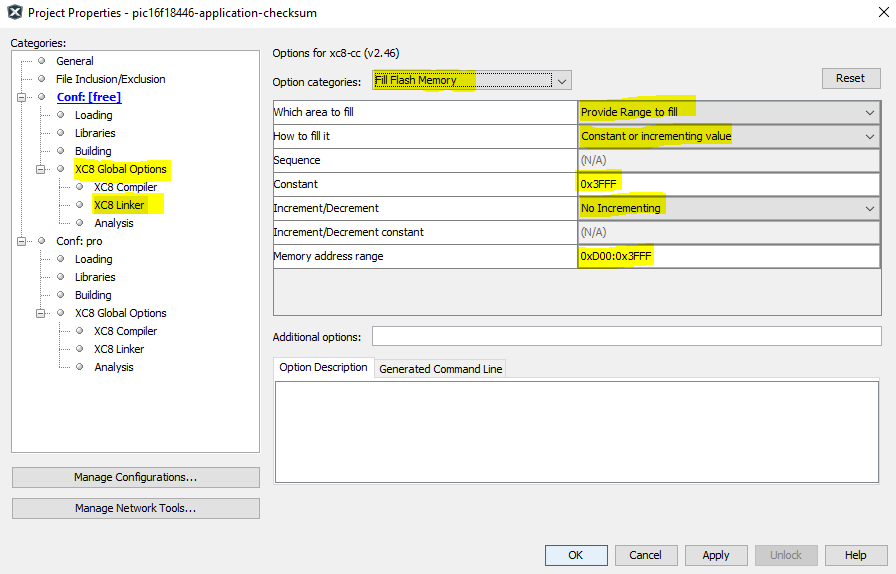 Project Properties - pic16f18446-application-checksum
Categories:
General
File Inclusion/Exclusion
Conf: [free]
Loading
Libraries
Building
XC8 Global Options
XC8 Compiler
XC8 Linker
Analysis
Conf: pro
Loading
Libraries
Building
XC8 Global Options
XC8 Compiler
XC8 Linker
Analysis
Manage Configurations...
Manage Network Tools...
Options for xc8-cc (v2.46)
Option categories: Fill Flash Memory Reset
Which area to fill Provide Range to fill
How to fill it Constant or incrementing value
Sequence (N/A)
Constant 0x3FFF
Increment/Decrement No Incrementing
Increment/Decrement constant (N/A)
Memory address range 0xD00:0x3FFF
Additional options:
Option Description Generated Command Line
OK Cancel Apply Unlock Help